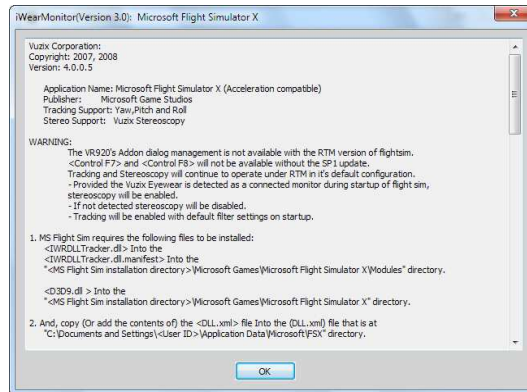 iWearMonitor(Version 3.0): Microsoft Flight Simulator X
Vuzix Corporation:
Copyright: 2007, 2008
Version: 4.0.0.5
Application Name: Microsoft Flight Simulator X (Acceleration compatible)
Publisher: Microsoft Game Studios
Tracking Support: Yaw,Pitch and Roll
Stereo Support: Vuzix Stereoscopy
WARNING:
The VR920's Addon dialog management is not available with the RTM version of flightsim.
<Control F7> and <Control F8> will not be available without the SP1 update.
Tracking and Stereoscopy will continue to operate under RTM in it's default configuration.
- Provided the Vuzix Eyewear is detected as a connected monitor during startup of flight sim,
stereoscopy will be enabled.
- If not detected stereoscopy will be disabled.
- Tracking will be enabled with default filter settings on startup.
1. MS Flight Sim requires the following files to be installed:
<IWRDLLTracker.dll> Into the
<IWRDLLTracker.dll.manifest> Into the
"<MS Flight Sim installation directory>\Microsoft Games\Microsoft Flight Simulator X\Modules" directory.
<D3D9.dll > Into the
"<MS Flight Sim installation directory>\Microsoft Flight Simulator X" directory.
2. And, copy (Or add the contents of) the <DLL.xml> file Into the (DLL.xml) file that is at
"C:\Documents and Settings\<User ID>\Application Data\Microsoft\FSX" directory.
OK